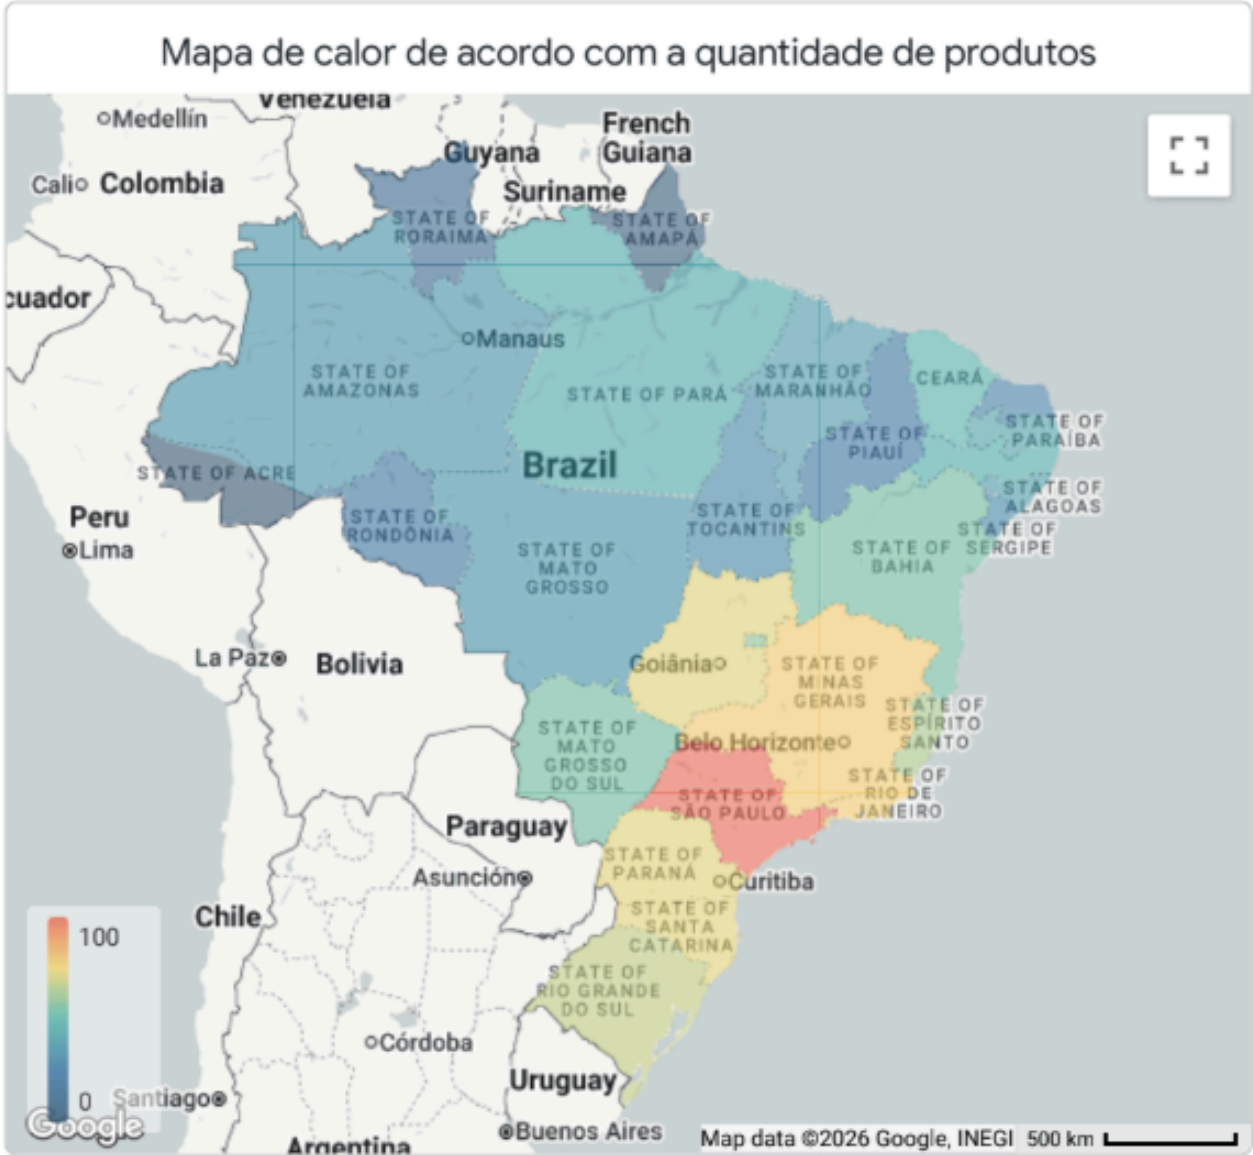 Mapa de calor de acordo com a quantidade de produtos
Venezuela
Medellín
French
Guiana
Guyana
Cali
Colombia
Suriname
STATE OF
RORAIMA
STATE OF
AMAPÁ
cuador
Manaus
STATE OF
AMAZONAS
STATE OF PARÁ
STATE OF
MARANHÃO
CEARÁ
STATE OF
PARAÍBA
STATE OF
PIAUÍ
STATE OF ACRE
Brazil
STATE OF
ALAGOAS
Peru
Lima
STATE OF
RONDÔNIA
STATE OF
TOCANTINS
STATE OF
SERGIPE
STATE OF
MATO
GROSSO
STATE OF
BAHIA
La Paz
Bolivia
Goiânia
STATE OF
MINAS
GERAIS
STATE OF
ESPÍRITO
SANTO
STATE OF
MATO
GROSSO
DO SUL
Belo Horizonte
STATE OF
RIO DE
JANEIRO
STATE OF
SÃO PAULO
Paraguay
Asunción
STATE OF
PARANÁ
Curitiba
Chile
STATE OF
SANTA
CATARINA
100
STATE OF
RIO GRANDE
DO SUL
Córdoba
Uruguay
0
Santiago
Google
Buenos Aires
Argentina
Map data ©2026 Google, INEGI
500 km